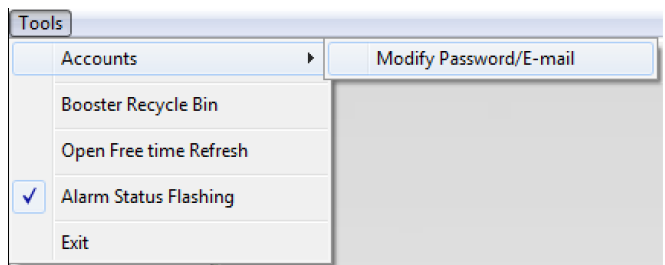 Tools
Accounts
Modify Password/E-mail
Booster Recycle Bin
Open Free time Refresh
Alarm Status Flashing
Exit